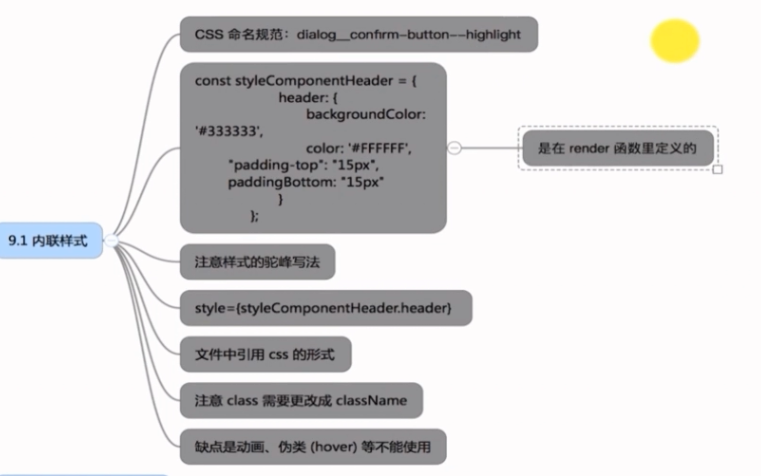 CSS 命名规范：dialog__confirm-button--highlight
const styleComponentHeader = {
header: {
backgroundColor:
'#333333',
color: '#FFFFFF',
"padding-top": "15px",
paddingBottom: "15px"
}
};
是在 render 函数里定义的
9.1 内联样式
注意样式的驼峰写法
style={styleComponentHeader.header}
文件中引用 css 的形式
注意 class 需要更改成 className
缺点是动画、伪类 (hover) 等不能使用